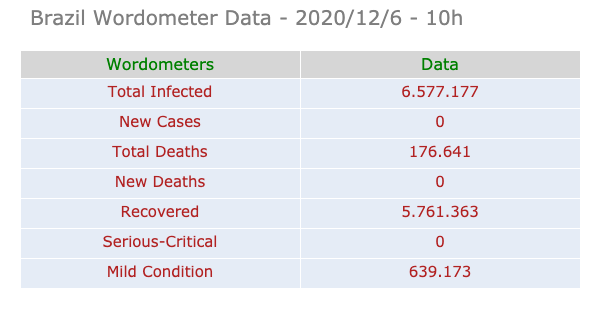 Brazil Wordometer Data - 2020/12/6 - 10h
Wordometers Data
Total Infected 6.577.177
New Cases 0
Total Deaths 176.641
New Deaths 0
Recovered 5.761.363
Serious-Critical 0
Mild Condition 639.173